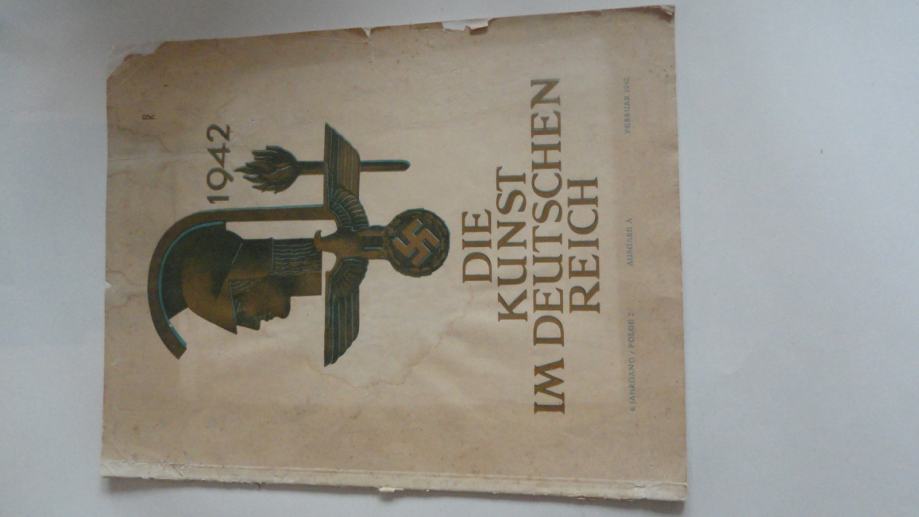 1942
DIE
KUNST
IM DEUTSCHEN
REICH
6 JAHRGANG / FOLGE 2 AUSGABE A FEBRUAR 1942